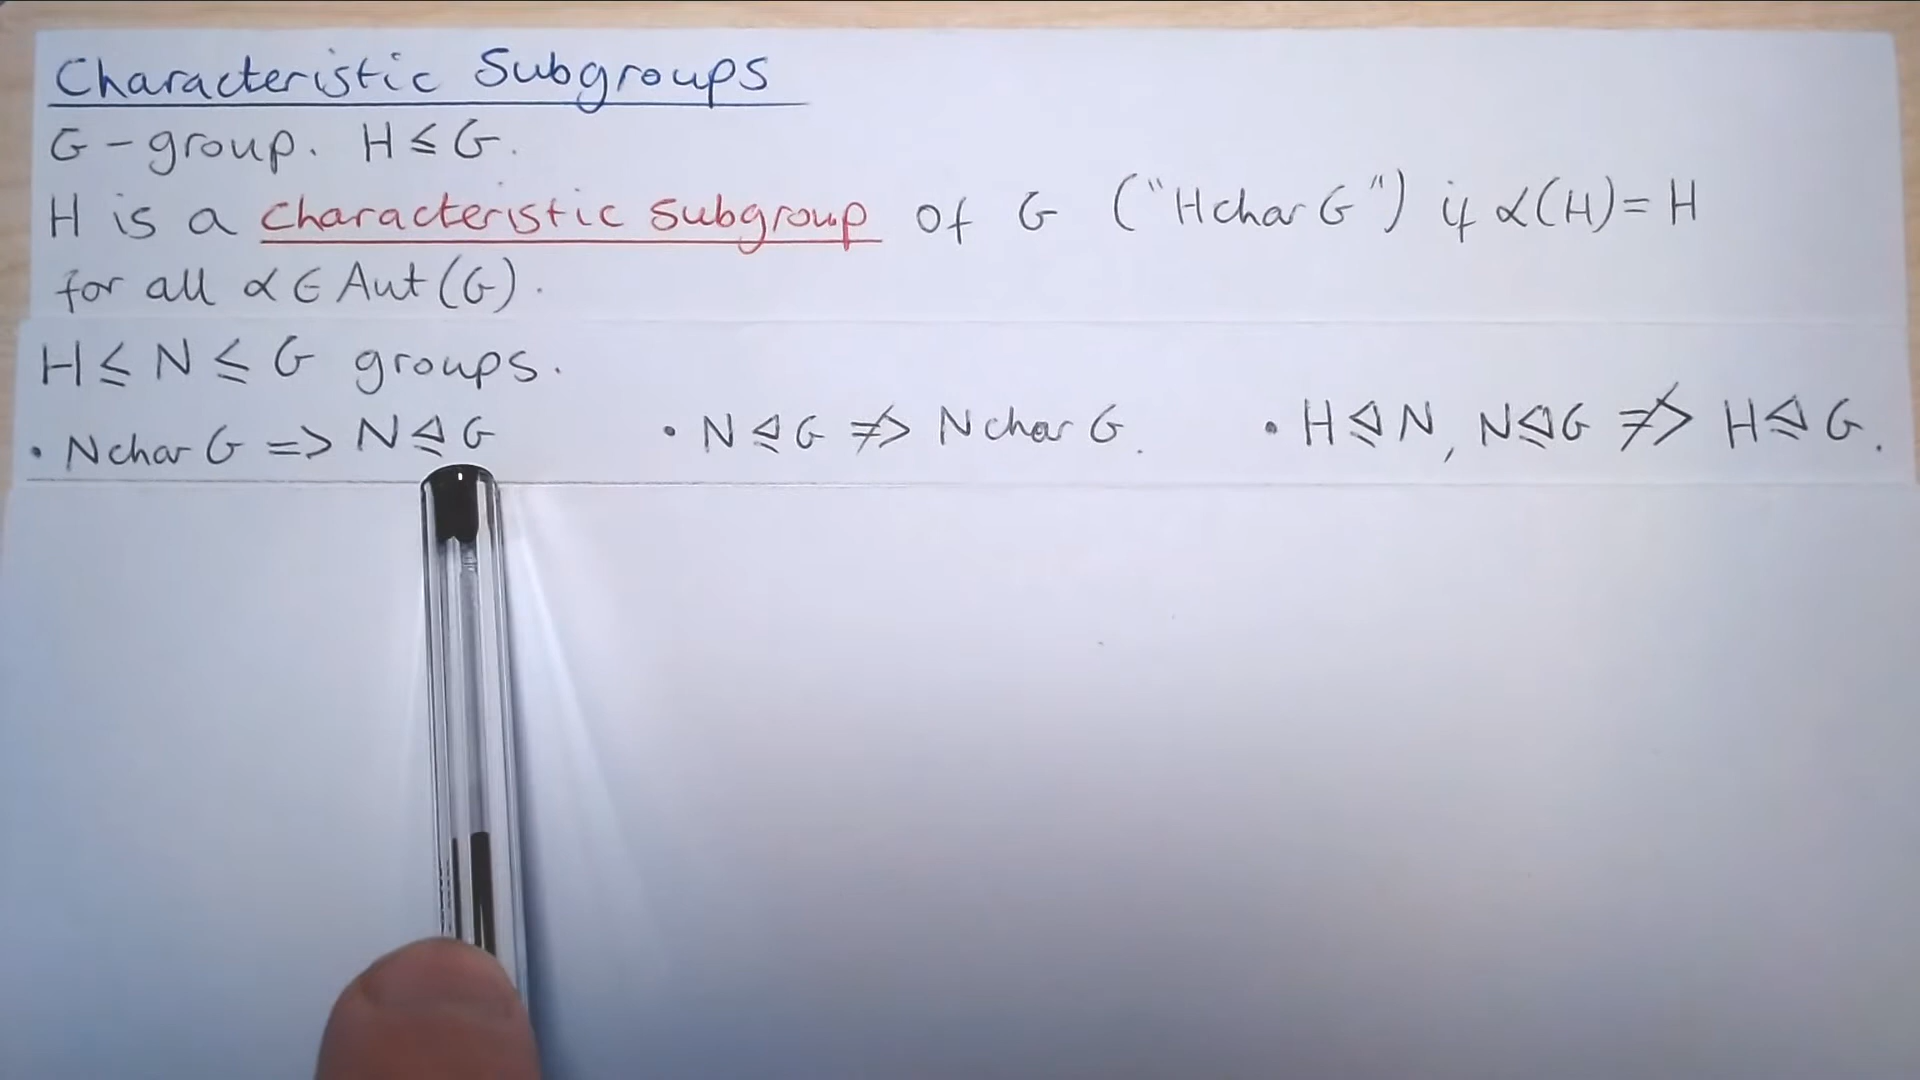 Characteristic Subgroups
G - group. H ≤ G.
H is a characteristic subgroup of G ("H char G") if α(H) = H
for all α ∈ Aut(G).
H ≤ N ≤ G groups.
• N char G => N ⊴ G • N ⊴ G ≠> N char G. • H ⊴ N, N ⊴ G ≠> H ⊴ G.